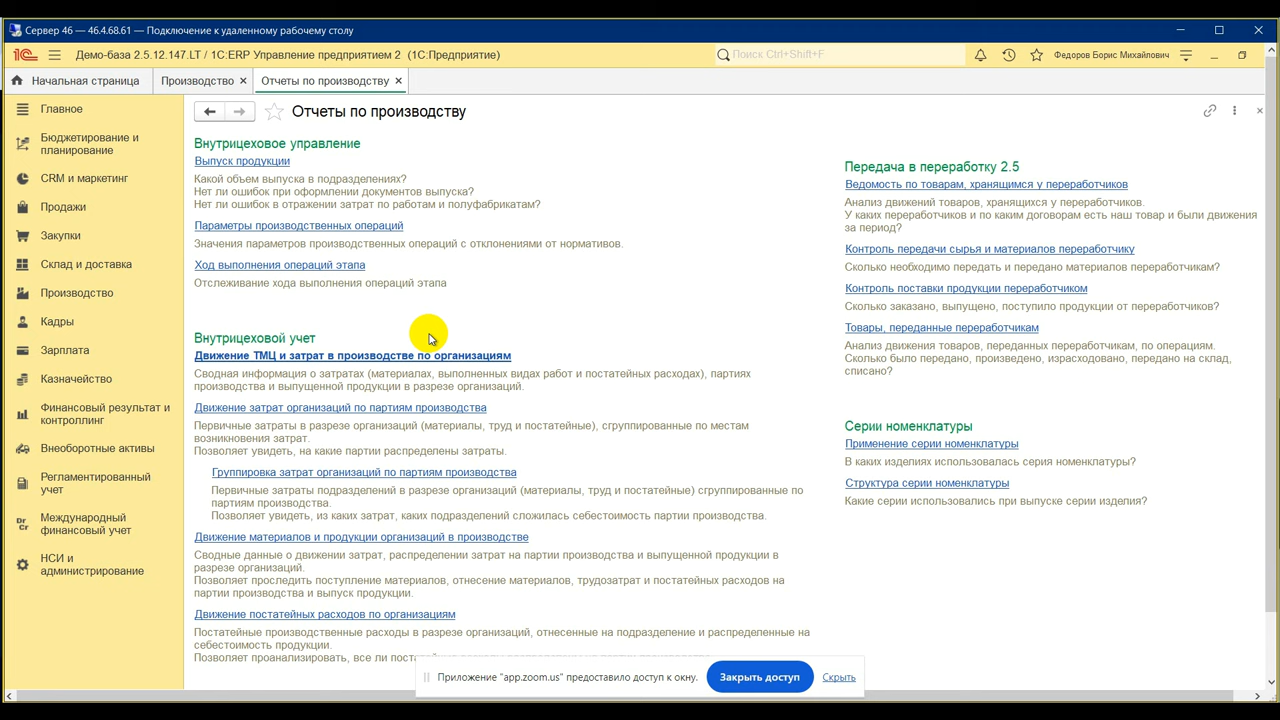 Сервер 46 — 46.4.68.61 — Подключение к удаленному рабочему столу
Демо-база 2.5.12.147.LT / 1C:ERP Управление предприятием 2 (1С:Предприятие)
Поиск Ctrl+Shift+F
Федоров Борис Михайлович
Начальная страница
Производство ×
Отчеты по производству ×
Главное
Бюджетирование и
планирование
CRM и маркетинг
Продажи
Закупки
Склад и доставка
Производство
Кадры
Зарплата
Казначейство
Финансовый результат и
контроллинг
Внеоборотные активы
Регламентированный
учет
Международный
финансовый учет
НСИ и
администрирование
Отчеты по производству
Внутрицеховое управление
Выпуск продукции
Какой объем выпуска в подразделениях?
Нет ли ошибок при оформлении документов выпуска?
Нет ли ошибок в отражении затрат по работам и полуфабрикатам?
Параметры производственных операций
Значения параметров производственных операций с отклонениями от нормативов.
Ход выполнения операций этапа
Отслеживание хода выполнения операций этапа
Внутрицеховой учет
Движение ТМЦ и затрат в производстве по организациям
Сводная информация о затратах (материалах, выполненных видах работ и постатейных расходах), партиях
производства и выпущенной продукции в разрезе организаций.
Движение затрат организаций по партиям производства
Первичные затраты в разрезе организаций (материалы, труд и постатейные), сгруппированные по местам
возникновения затрат.
Позволяет увидеть, на какие партии распределены затраты.
Группировка затрат организаций по партиям производства
Первичные затраты подразделений в разрезе организаций (материалы, труд и постатейные) сгруппированные по
партиям производства.
Позволяет увидеть, из каких затрат, каких подразделений сложилась себестоимость партии производства.
Движение материалов и продукции организаций в производстве
Сводные данные о движении затрат, распределении затрат на партии производства и выпущенной продукции в
разрезе организаций.
Позволяет проследить поступление материалов, отнесение материалов, трудозатрат и постатейных расходов на
партии производства и выпуск продукции.
Движение постатейных расходов по организациям
Постатейные производственные расходы в разрезе организаций, отнесенные на подразделение и распределенные на
себестоимость продукции.
Позволяет проанализировать, все ли
Передача в переработку 2.5
Ведомость по товарам, хранящимся у переработчиков
Анализ движений товаров, хранящихся у переработчиков.
У каких переработчиков и по каким договорам есть наш товар и были движения
за период?
Контроль передачи сырья и материалов переработчику
Сколько необходимо передать и передано материалов переработчикам?
Контроль поставки продукции переработчиком
Сколько заказано, выпущено, поступило продукции от переработчиков?
Товары, переданные переработчикам
Анализ движения товаров, переданных переработчикам, по операциям.
Сколько было передано, произведено, израсходовано, передано на склад,
списано?
Серии номенклатуры
Применение серии номенклатуры
В каких изделиях использовалась серия номенклатуры?
Структура серии номенклатуры
Какие серии использовались при выпуске серии изделия?
Приложение "app.zoom.us" предоставило доступ к окну.
Закрыть доступ
Скрыть